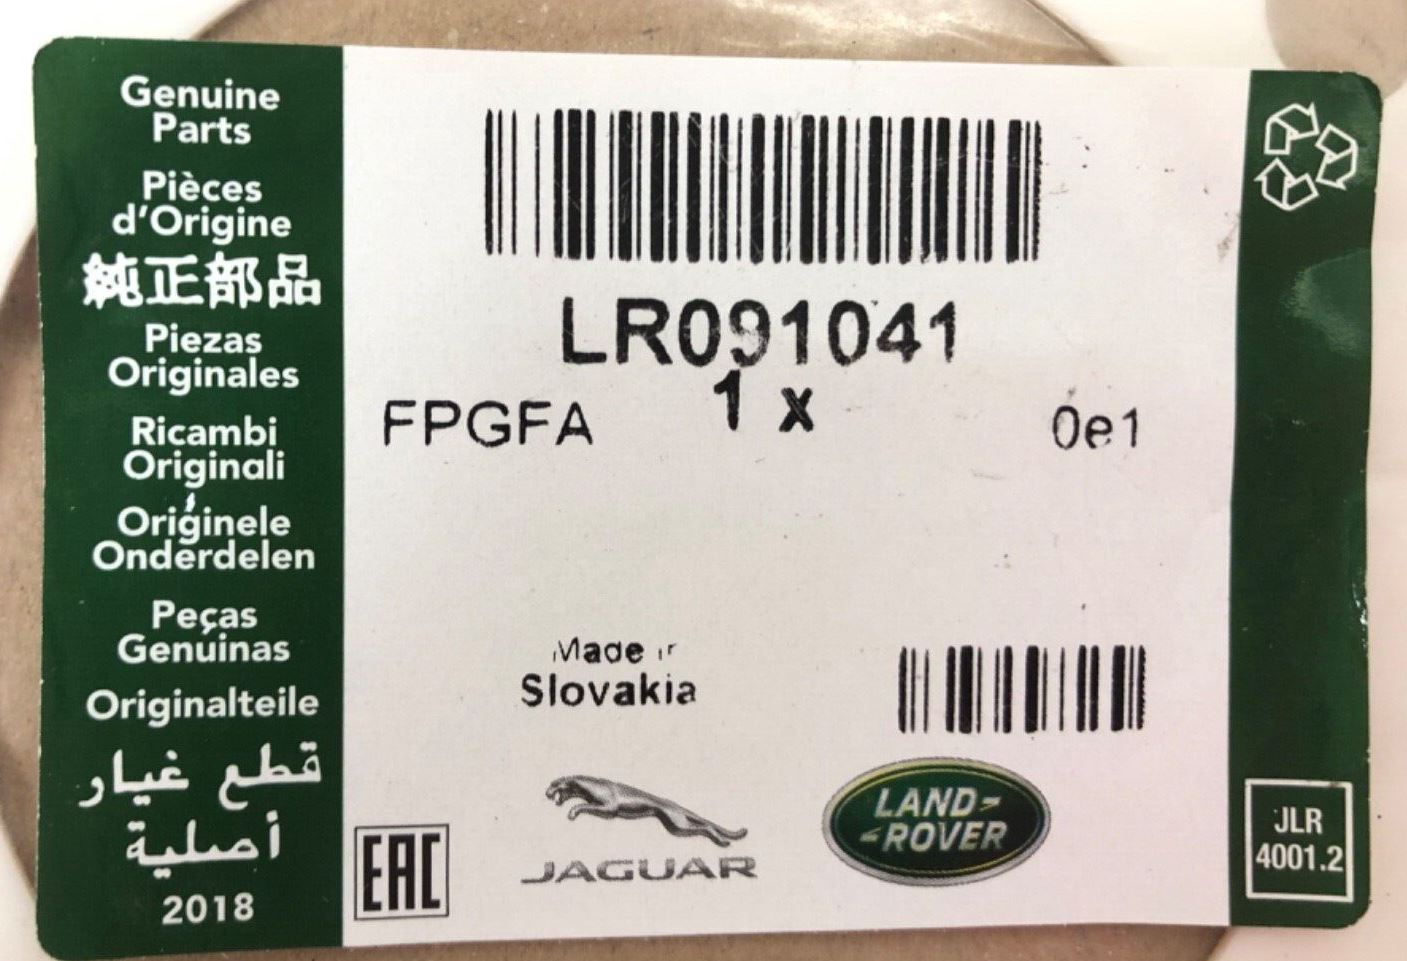 Genuine
Parts
Pièces
d'Origine
純正部品
Piezas
Originales
Ricambi
Originali
Originele
Onderdelen
Peças
Genuinas
Originalteile
قطع غيار
أصلية
2018
LR091041
1 x
FPGFA
0e1
Made in
Slovakia
EAC
JAGUAR
LAND-
-ROVER
JLR
4001.2